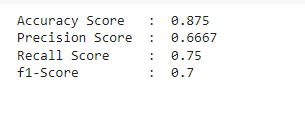 Accuracy Score : 0.875
Precision Score : 0.6667
Recall Score : 0.75
f1-Score : 0.7